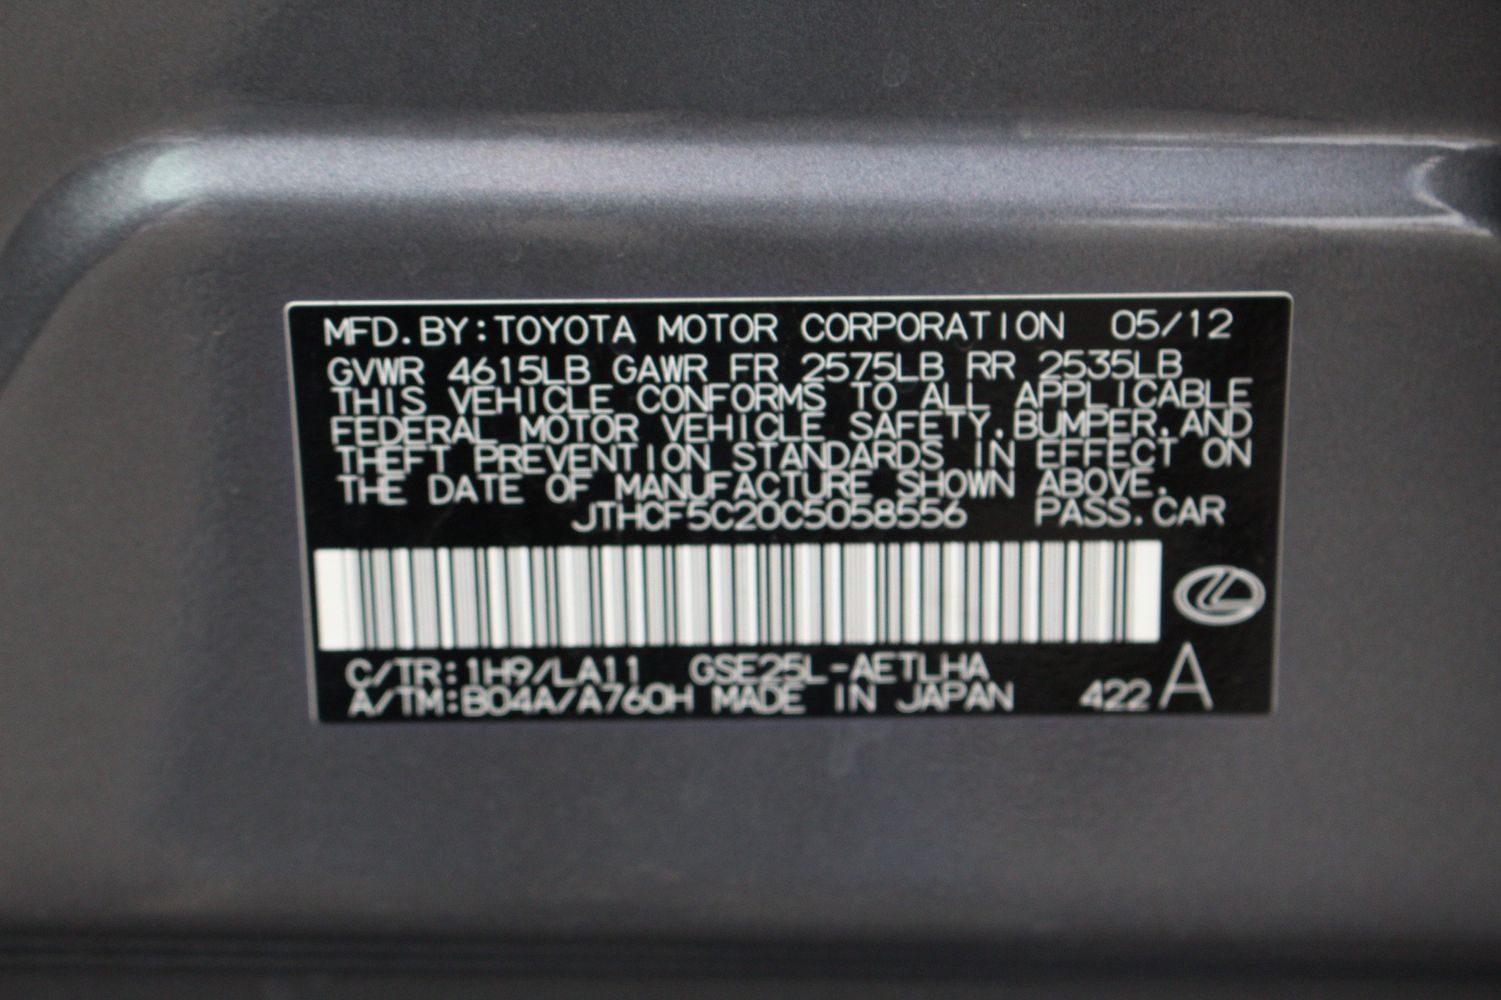 MFD.BY:TOYOTA MOTOR CORPORATION 05/12
GVWR 4615LB GAWR FR 2575LB RR 2535LB
THIS VEHICLE CONFORMS TO ALL APPLICABLE
FEDERAL MOTOR VEHICLE SAFETY,BUMPER,AND
THEFT PREVENTION STANDARDS IN EFFECT ON
THE DATE OF MANUFACTURE SHOWN ABOVE.
JTHCF5C20C5058556 PASS.CAR
C/TR:1H9/LA11 GSE25L-AETLHA
A/TM:B04A/A760H MADE IN JAPAN 422 A